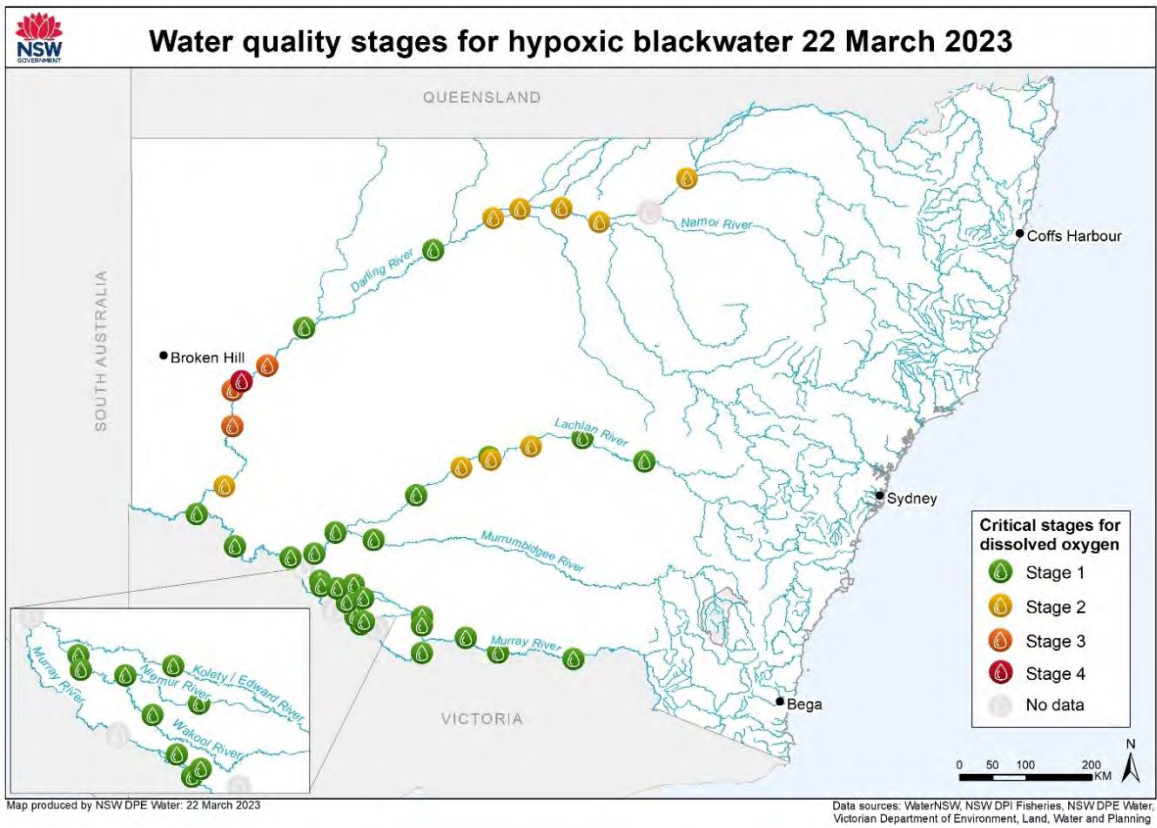 NSW
GOVERNMENT
Water quality stages for hypoxic blackwater 22 March 2023
QUEENSLAND
Namoi River
Coffs Harbour
Darling River
SOUTH AUSTRALIA
Broken Hill
Lachlan River
Sydney
Murrumbidgee River
Critical stages for
dissolved oxygen
Stage 1
Stage 2
Stage 3
Stage 4
No data
Murray River
Kolety / Edward River
Niemur River
Murray River
Wakool River
VICTORIA
Bega
N
0 50 100 200
KM
Map produced by NSW DPE Water: 22 March 2023
Data sources: WaterNSW, NSW DPI Fisheries, NSW DPE Water,
Victorian Department of Environment, Land, Water and Planning